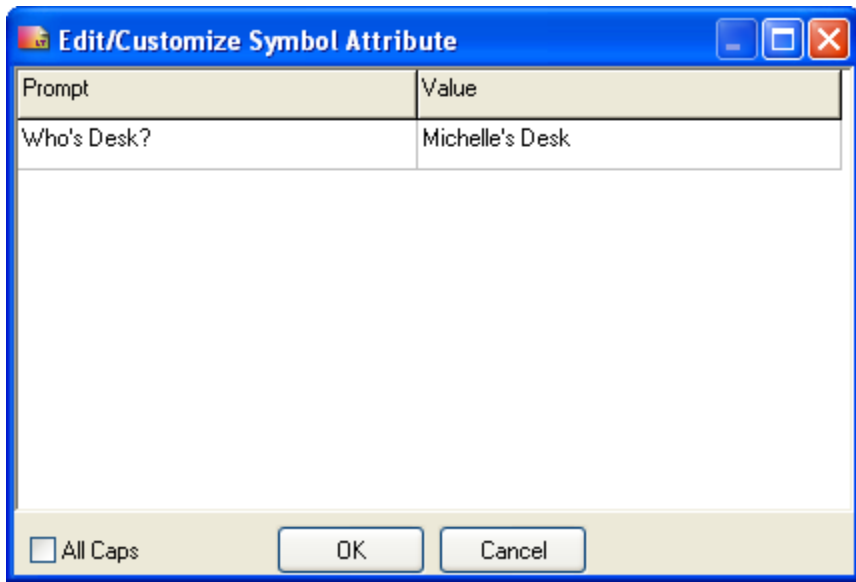 Edit/Customize Symbol Attribute
Prompt Value
Who's Desk? Michelle's Desk
All Caps OK Cancel